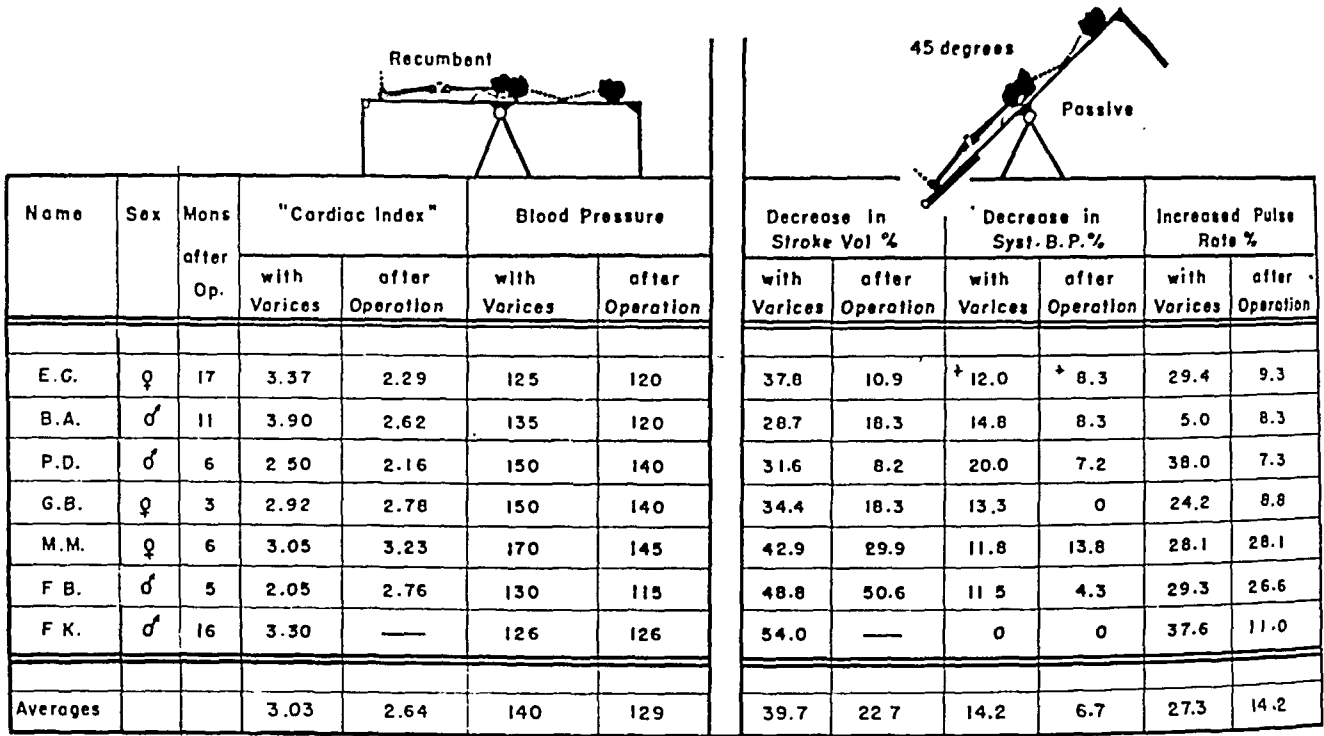 Recumbent
45 degrees
Passive
Name Sex Mons after Op. "Cardiac Index" Blood Pressure Decrease in Stroke Vol % Decrease in Syst. B.P.% Increased Pulse Rate %
with Varices after Operation with Varices after Operation with Varices after Operation with Varices after Operation with Varices after Operation
E.G. ♀ 17 3.37 2.29 125 120 37.8 10.9 + 12.0 + 8.3 29.4 9.3
B.A. ♂ 11 3.90 2.62 135 120 28.7 18.3 14.8 8.3 5.0 8.3
P.D. ♂ 6 2 50 2.16 150 140 31.6 8.2 20.0 7.2 38.0 7.3
G.B. ♀ 3 2.92 2.78 150 140 34.4 18.3 13.3 0 24.2 8.8
M.M. ♀ 6 3.05 3.23 170 145 42.9 29.9 11.8 13.8 28.1 28.1
F B. ♂ 5 2.05 2.76 130 115 48.8 50.6 11 5 4.3 29.3 26.6
F K. ♂ 16 3.30 — 126 126 54.0 — 0 0 37.6 11.0
Averages 3.03 2.64 140 129 39.7 22 7 14.2 6.7 27.3 14.2